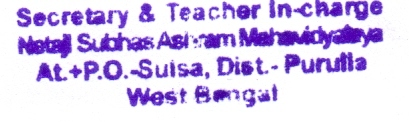 Secretary & Teacher In-charge
Netaji Subhas Ashram Mahavidyalaya
At.+P.O.-Suisa, Dist.- Purulia
West Bengal